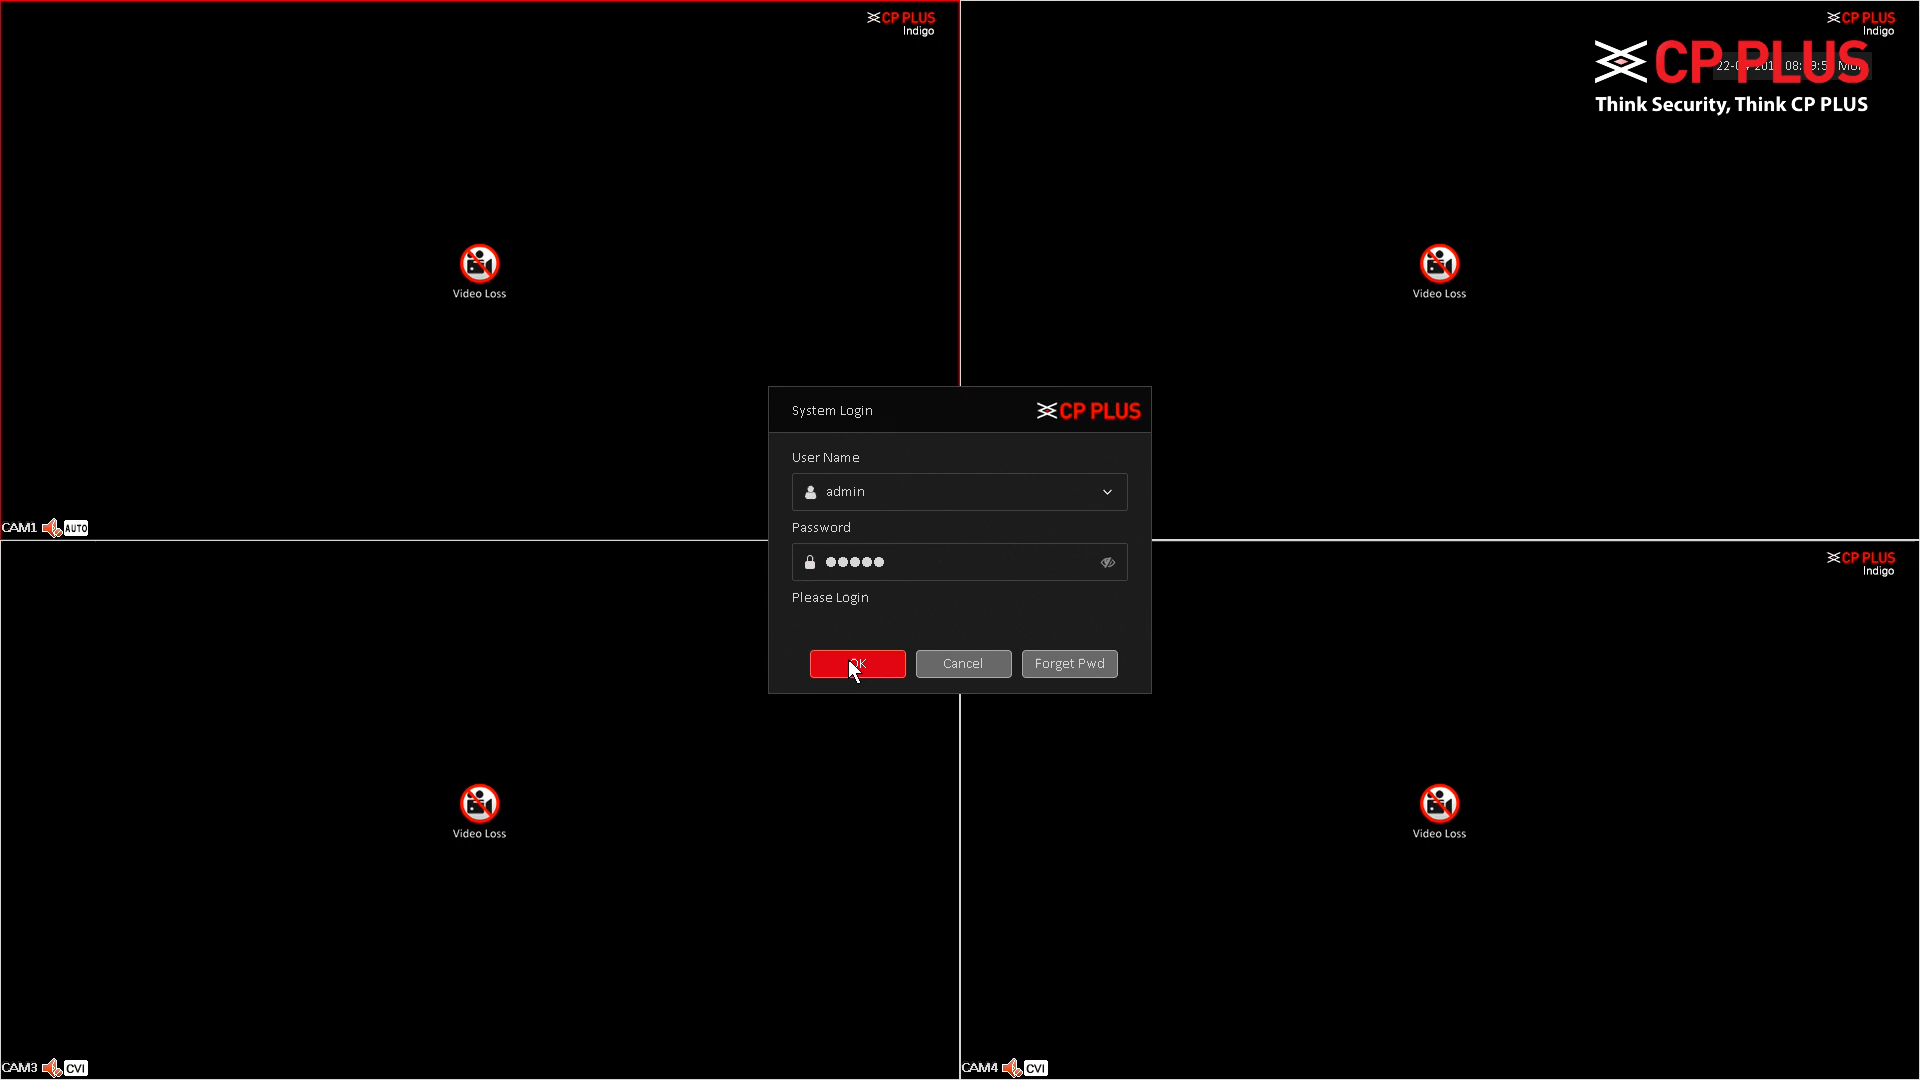 CP PLUS
Indigo
CP PLUS
Indigo
CP PLUS
Think Security, Think CP PLUS
Video Loss
Video Loss
System Login
CP PLUS
User Name
admin
Password
Please Login
OK
Cancel
Forget Pwd
CAM1
AUTO
CP PLUS
Indigo
Video Loss
Video Loss
CAM3
CVI
CAM4
CVI